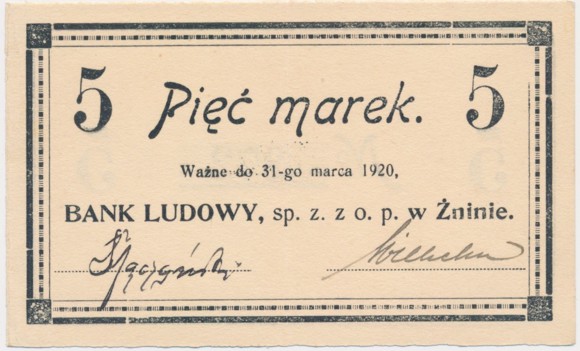 5 Pięć marek. 5
Ważne do 31-go marca 1920,
BANK LUDOWY, sp. z. z o. p. w Żninie.